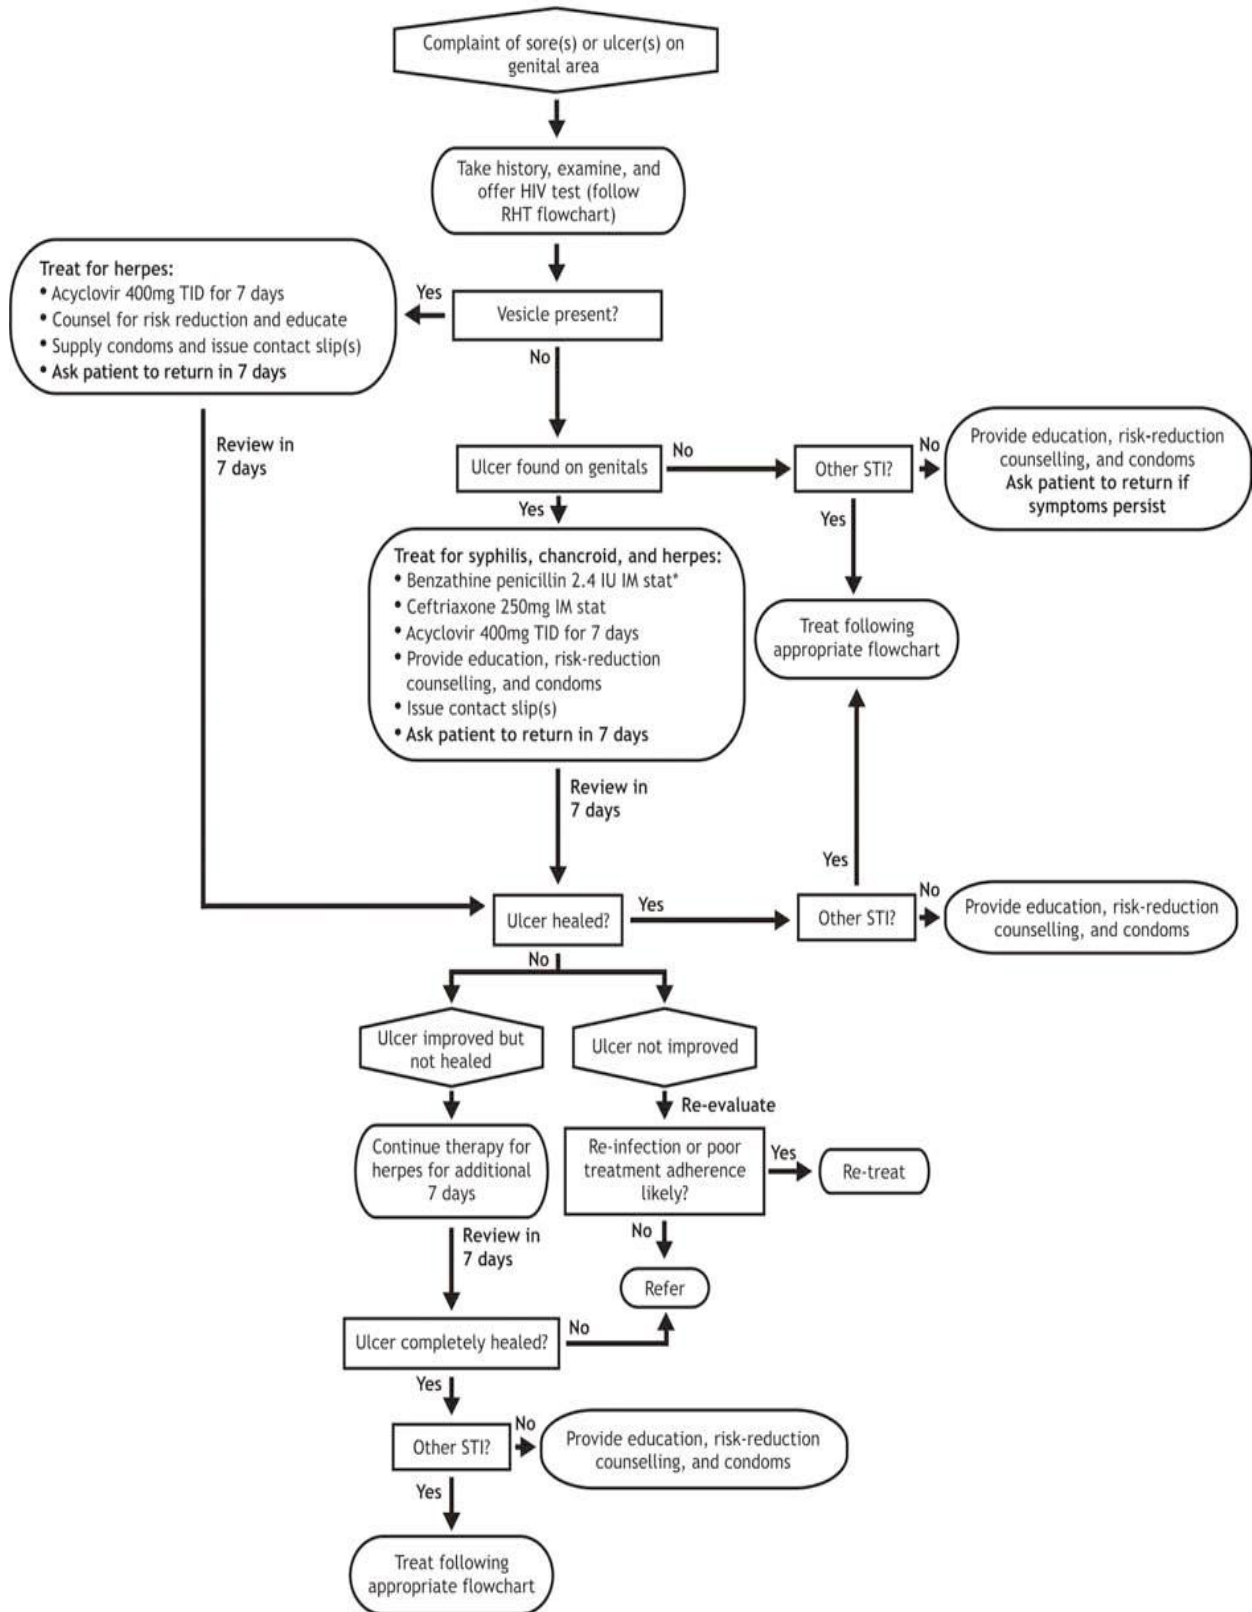 Complaint of sore(s) or ulcer(s) on
genital area
Take history, examine, and
offer HIV test (follow
RHT flowchart)
Treat for herpes:
• Acyclovir 400mg TID for 7 days
• Counsel for risk reduction and educate
• Supply condoms and issue contact slip(s)
• Ask patient to return in 7 days
Yes
Vesicle present?
No
Review in
7 days
Ulcer found on genitals
No
Other STI?
No
Provide education, risk-reduction
counselling, and condoms
Ask patient to return if
symptoms persist
Yes
Yes
Treat for syphilis, chancroid, and herpes:
• Benzathine penicillin 2.4 IU IM stat*
• Ceftriaxone 250mg IM stat
• Acyclovir 400mg TID for 7 days
• Provide education, risk-reduction
counselling, and condoms
• Issue contact slip(s)
• Ask patient to return in 7 days
Treat following
appropriate flowchart
Review in
7 days
Yes
Ulcer healed?
Yes
Other STI?
No
Provide education, risk-reduction
counselling, and condoms
No
Ulcer improved but
not healed
Ulcer not improved
Re-evaluate
Continue therapy for
herpes for additional
7 days
Re-infection or poor
treatment adherence
likely?
Yes
Re-treat
Review in
7 days
No
Refer
Ulcer completely healed?
No
Yes
Other STI?
No
Provide education, risk-reduction
counselling, and condoms
Yes
Treat following
appropriate flowchart